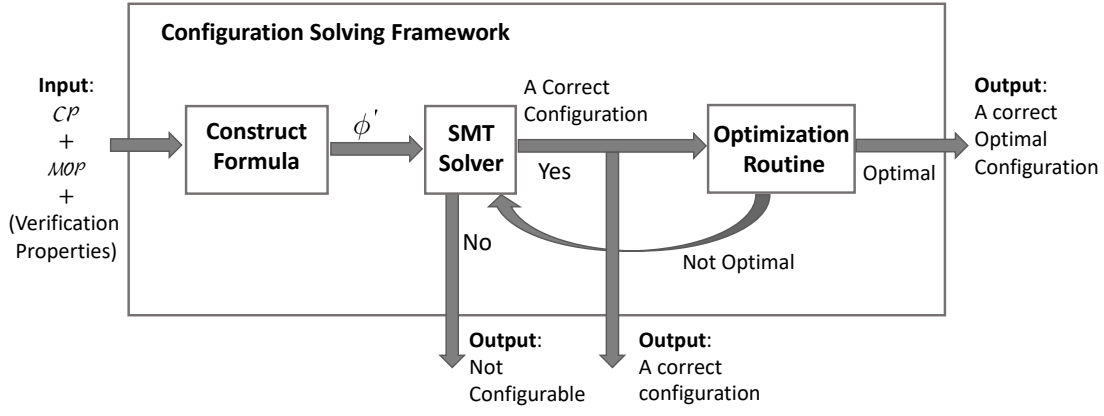 Configuration Solving Framework
Input:
CP
+
MOP
+
(Verification
Properties)
Construct
Formula
ϕ'
SMT
Solver
A Correct
Configuration
Yes
No
Optimization
Routine
Optimal
Not Optimal
Output:
A correct
Optimal
Configuration
Output:
Not
Configurable
Output:
A correct
configuration